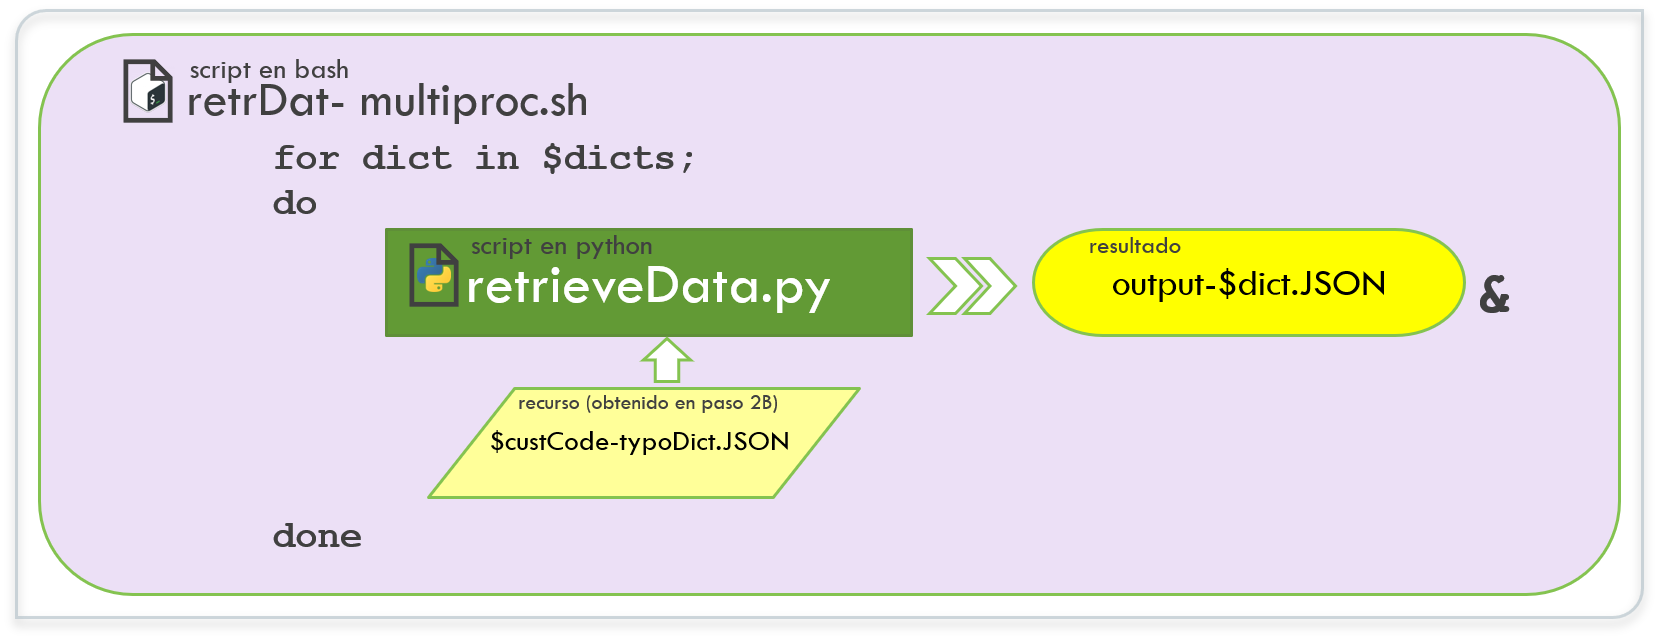 script en bash
retrDat- multiproc.sh
for dict in $dicts;
do
script en python
retrieveData.py
resultado
output-$dict.JSON
&
recurso (obtenido en paso 2B)
$custCode-typoDict.JSON
done